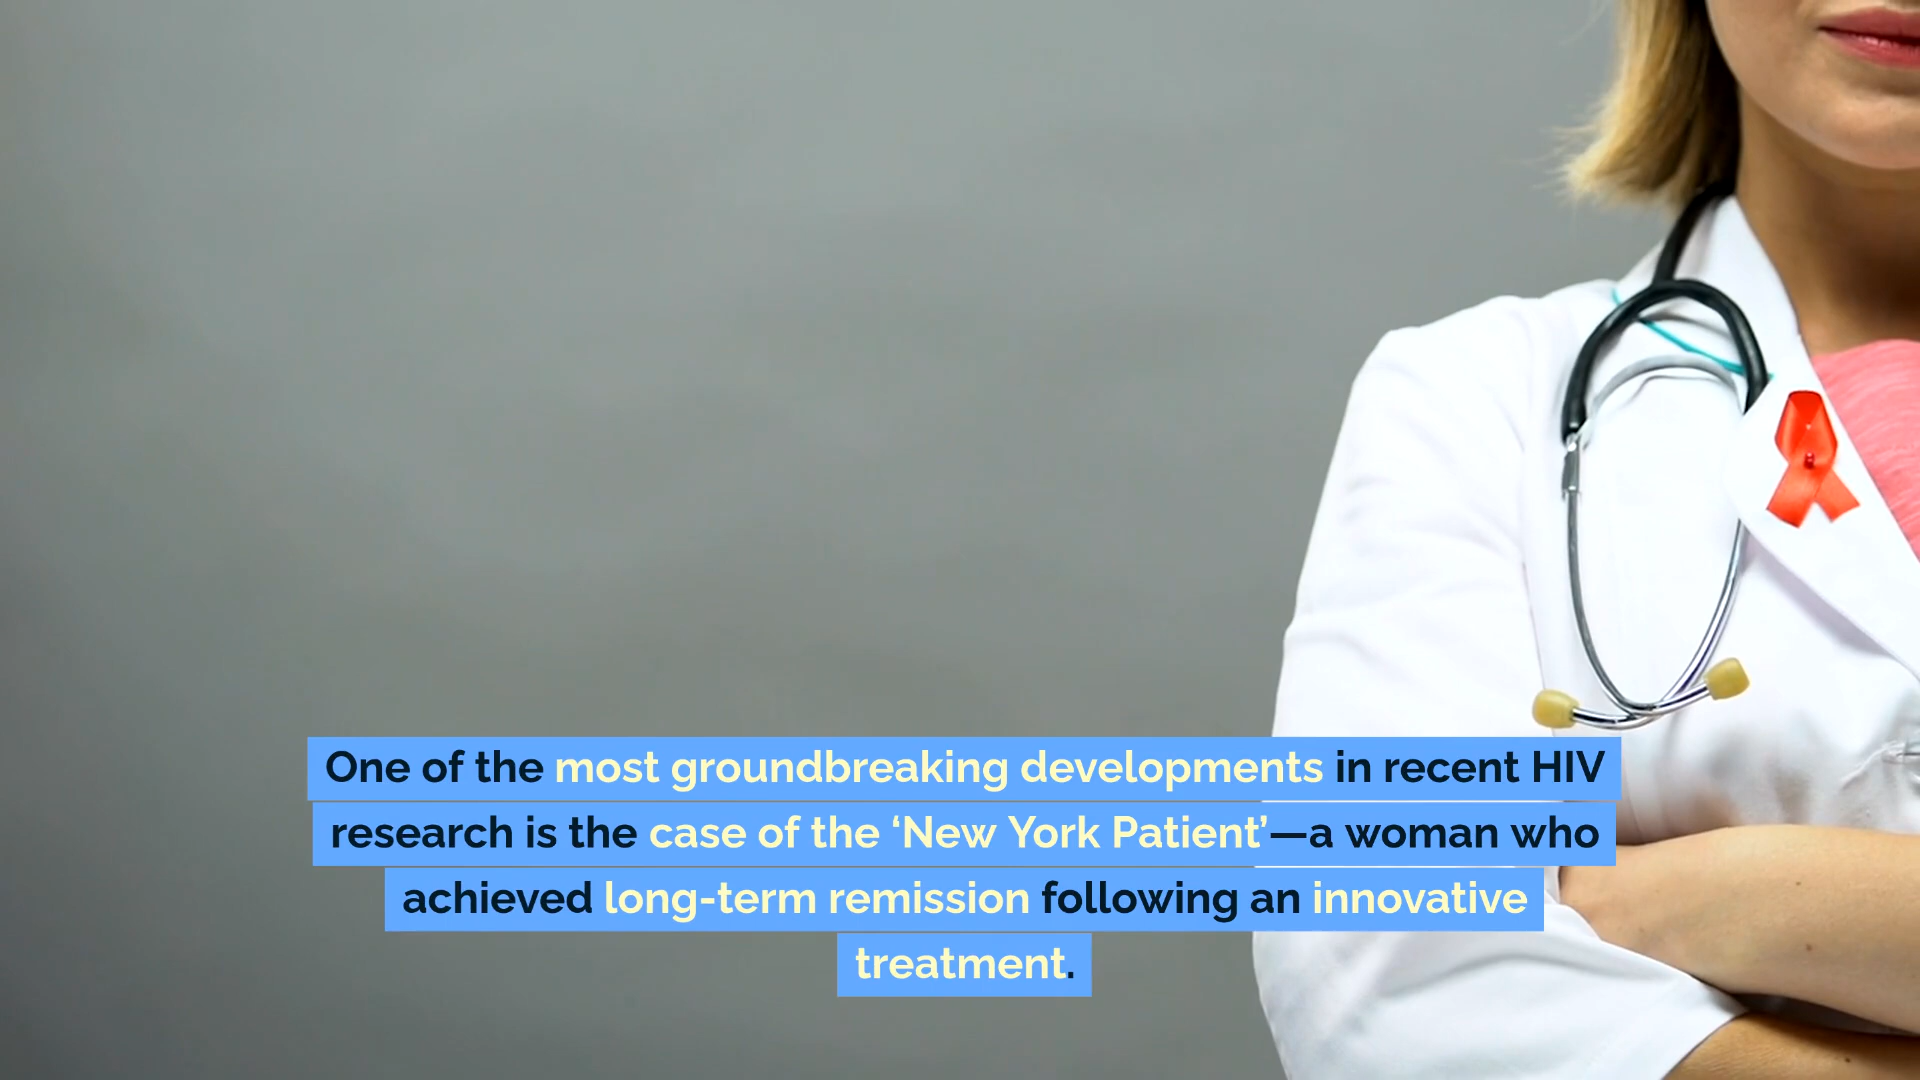 One of the most groundbreaking developments in recent HIV
research is the case of the ‘New York Patient’—a woman who
achieved long-term remission following an innovative
treatment.